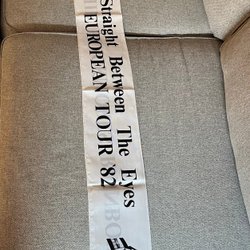 Straight Between The Eyes
EUROPEAN TOUR '82